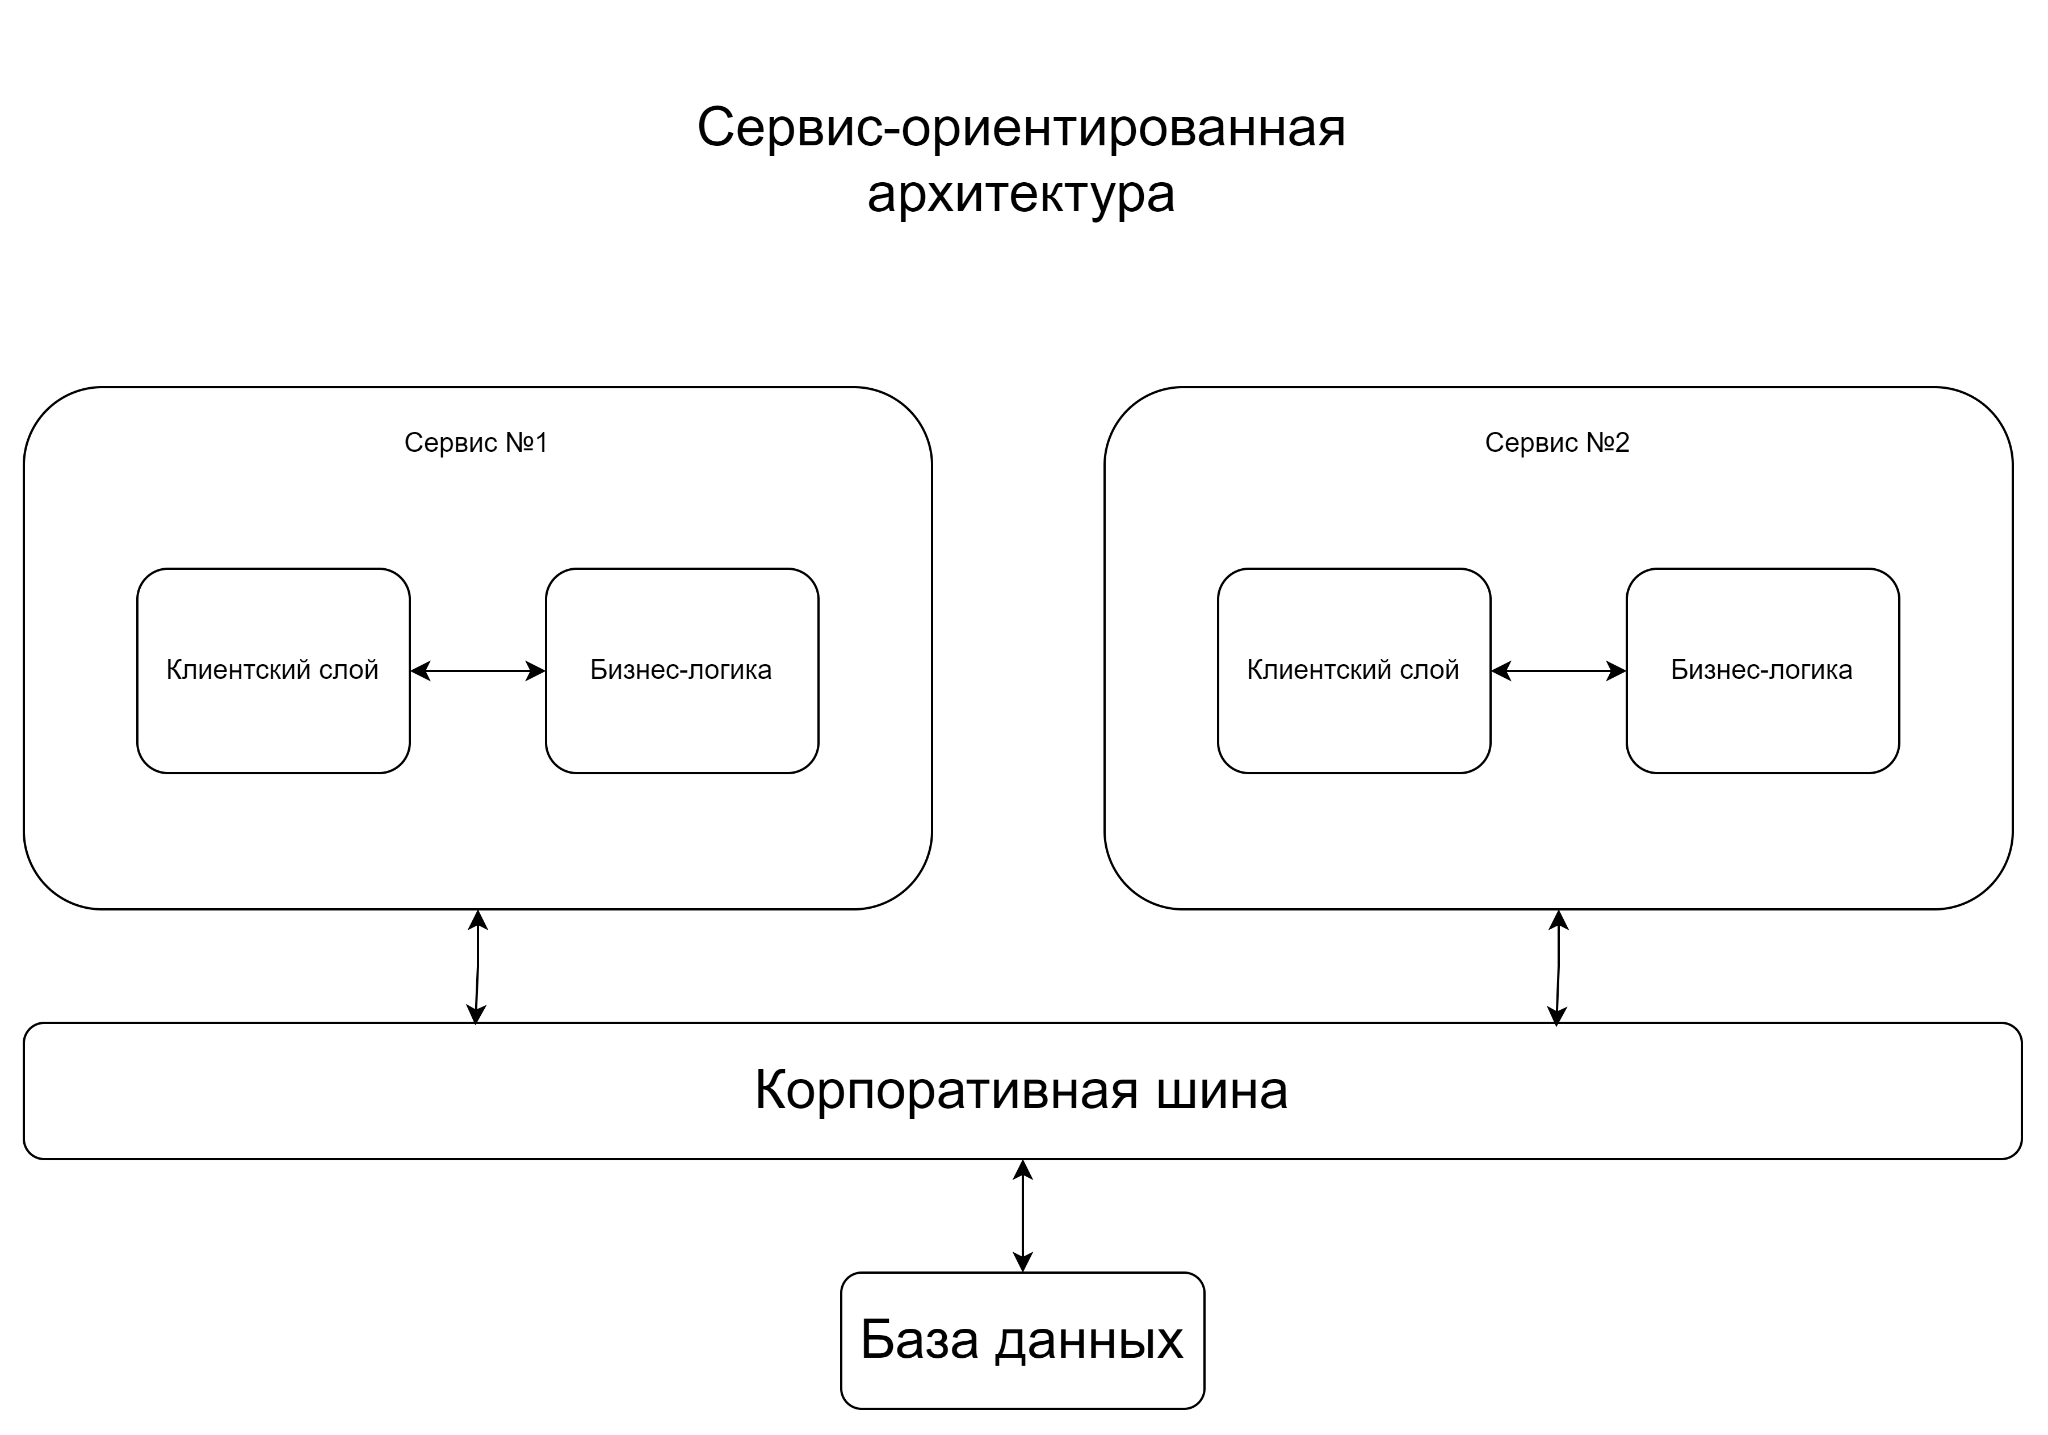 Сервис-ориентированная
архитектура
Сервис №1
Сервис №2
Клиентский слой
Бизнес-логика
Клиентский слой
Бизнес-логика
Корпоративная шина
База данных